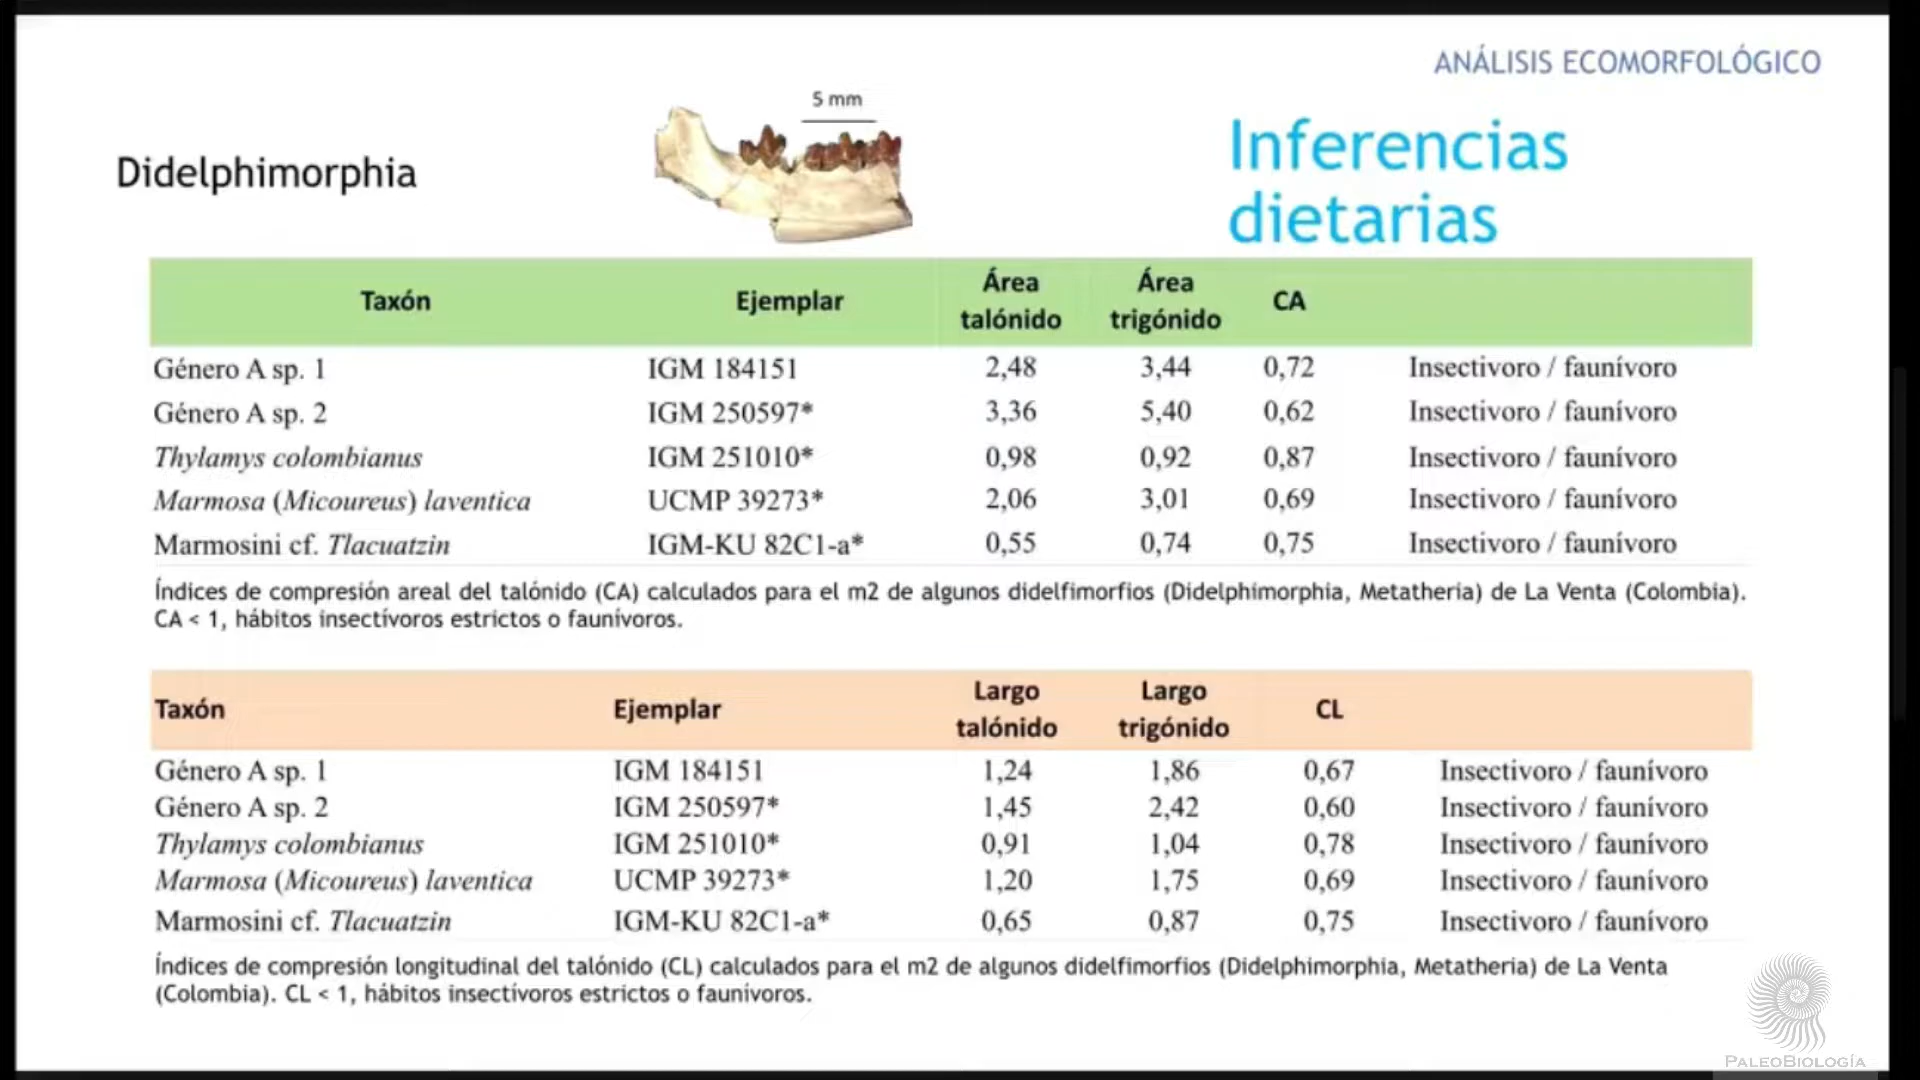 ANÁLISIS ECOMORFOLÓGICO
5 mm
Didelphimorphia
Inferencias
dietarias
Taxón Ejemplar Área talónido Área trigónido CA
Género A sp. 1 IGM 184151 2,48 3,44 0,72 Insectivoro / faunívoro
Género A sp. 2 IGM 250597* 3,36 5,40 0,62 Insectivoro / faunívoro
Thylamys colombianus IGM 251010* 0,98 0,92 0,87 Insectivoro / faunívoro
Marmosa (Micoureus) laventica UCMP 39273* 2,06 3,01 0,69 Insectivoro / faunívoro
Marmosini cf. Tlacuatzin IGM-KU 82C1-a* 0,55 0,74 0,75 Insectivoro / faunívoro
Índices de compresión areal del talónido (CA) calculados para el m2 de algunos didelfimorfios (Didelphimorphia, Metatheria) de La Venta (Colombia).
CA < 1, hábitos insectívoros estrictos o faunívoros.
Taxón Ejemplar Largo talónido Largo trigónido CL
Género A sp. 1 IGM 184151 1,24 1,86 0,67 Insectivoro / faunívoro
Género A sp. 2 IGM 250597* 1,45 2,42 0,60 Insectivoro / faunívoro
Thylamys colombianus IGM 251010* 0,91 1,04 0,78 Insectivoro / faunívoro
Marmosa (Micoureus) laventica UCMP 39273* 1,20 1,75 0,69 Insectivoro / faunívoro
Marmosini cf. Tlacuatzin IGM-KU 82C1-a* 0,65 0,87 0,75 Insectivoro / faunívoro
Índices de compresión longitudinal del talónido (CL) calculados para el m2 de algunos didelfimorfios (Didelphimorphia, Metatheria) de La Venta
(Colombia). CL < 1, hábitos insectívoros estrictos o faunívoros.
PALEOBIOLOGÍA